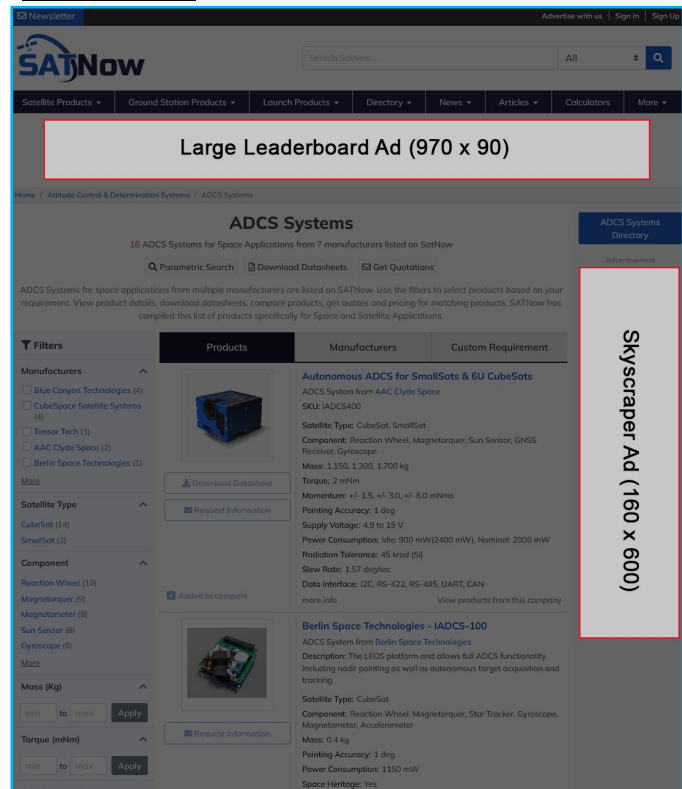 Newsletter
Advertise with us | Sign In | Sign Up
SATNow
Search SatNow...
All
Satellite Products
Ground Station Products
Launch Products
Directory
News
Articles
Calculators
More
Large Leaderboard Ad (970 x 90)
Home / Attitude Control & Determination Systems / ADCS Systems
ADCS Systems
16 ADCS Systems for Space Applications from 7 manufacturers listed on SatNow
Parametric Search
Download Datasheets
Get Quotations
ADCS Systems for space applications from multiple manufacturers are listed on SATNow. Use the filters to select products based on your
requirement. View product details, download datasheets, compare products, get quotes and pricing for matching products. SATNow has
compiled this list of products specifically for Space and Satellite Applications.
ADCS Systems
Directory
Advertisement
Skyscraper Ad (160 x 600)
Filters
Manufacturers
Blue Canyon Technologies (4)
CubeSpace Satellite Systems
(4)
Tensor Tech (3)
AAC Clyde Space (2)
Berlin Space Technologies (1)
More
Satellite Type
CubeSat (14)
SmallSat (2)
Component
Reaction Wheel (10)
Magnetorquer (9)
Magnetometer (8)
Sun Sensor (8)
Gyroscope (6)
More
Mass (Kg)
min to max Apply
Torque (mNm)
min to max Apply
Products
Manufacturers
Custom Requirement
Download Datasheet
Request Information
Added to compare
Autonomous ADCS for SmallSats & 6U CubeSats
ADCS System from AAC Clyde Space
SKU: iADCS400
Satellite Type: CubeSat, SmallSat
Component: Reaction Wheel, Magnetorquer, Sun Sensor, GNSS
Receiver, Gyroscope
Mass: 1.150, 1.300, 1.700 kg
Torque: 2 mNm
Momentum: +/- 1.5, +/- 3.0, +/- 6.0 mNms
Pointing Accuracy: 1 deg
Supply Voltage: 4.9 to 15 V
Power Consumption: Idle: 900 mW(2400 mW), Nominal: 2000 mW
Radiation Tolerance: 45 krad (Si)
Slew Rate: 1.57 deg/sec
Data Interface: I2C, RS-422, RS-485, UART, CAN
more info
View products from this company
Request Information
Berlin Space Technologies - IADCS-100
ADCS System from Berlin Space Technologies
Description: The LEOS platform and allows full ADCS functionality
including nadir pointing as well as autonomous target acquisition and
tracking
Satellite Type: CubeSat
Component: Reaction Wheel, Magnetorquer, Star Tracker, Gyroscope,
Magnetometer, Accelerometer
Mass: 0.4 kg
Pointing Accuracy: 1 deg
Power Consumption: 1150 mW
Space Heritage: Yes